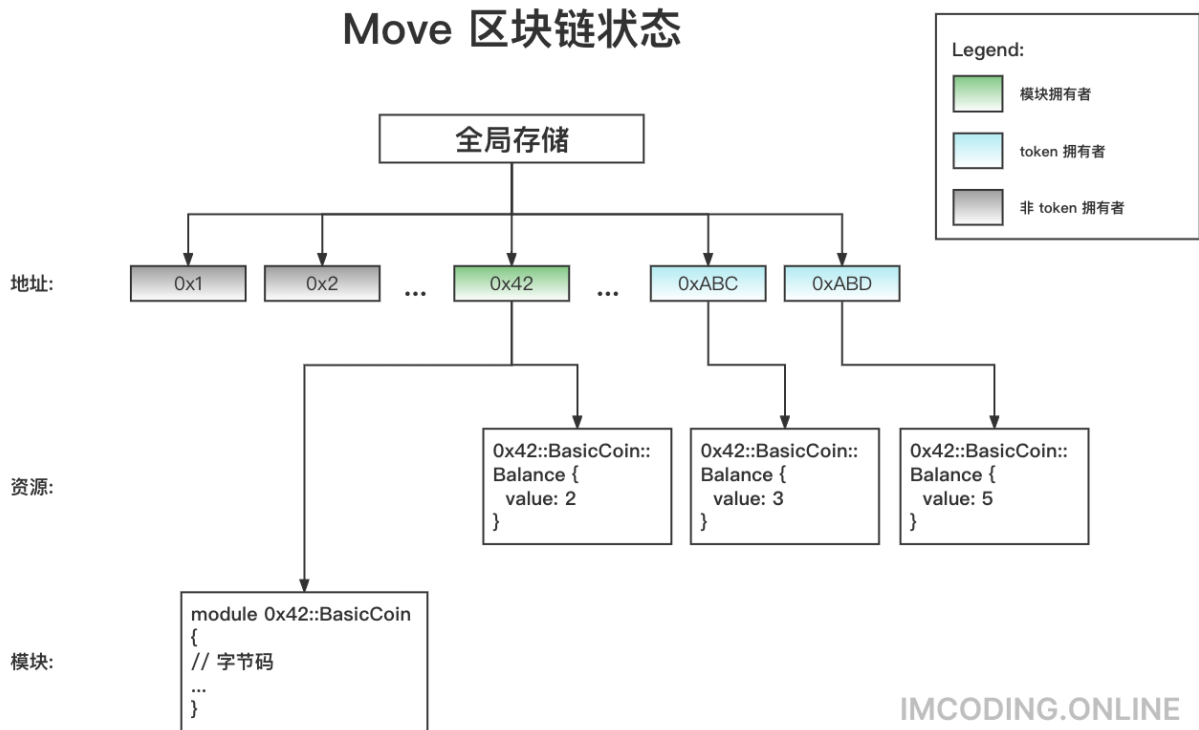 Move 区块链状态
Legend:
模块拥有者
token 拥有者
非 token 拥有者
全局存储
地址:
0x1
0x2
...
0x42
...
0xABC
0xABD
资源:
0x42::BasicCoin::
Balance {
value: 2
}
0x42::BasicCoin::
Balance {
value: 3
}
0x42::BasicCoin::
Balance {
value: 5
}
模块:
module 0x42::BasicCoin
{
// 字节码
...
}
IMCODING.ONLINE